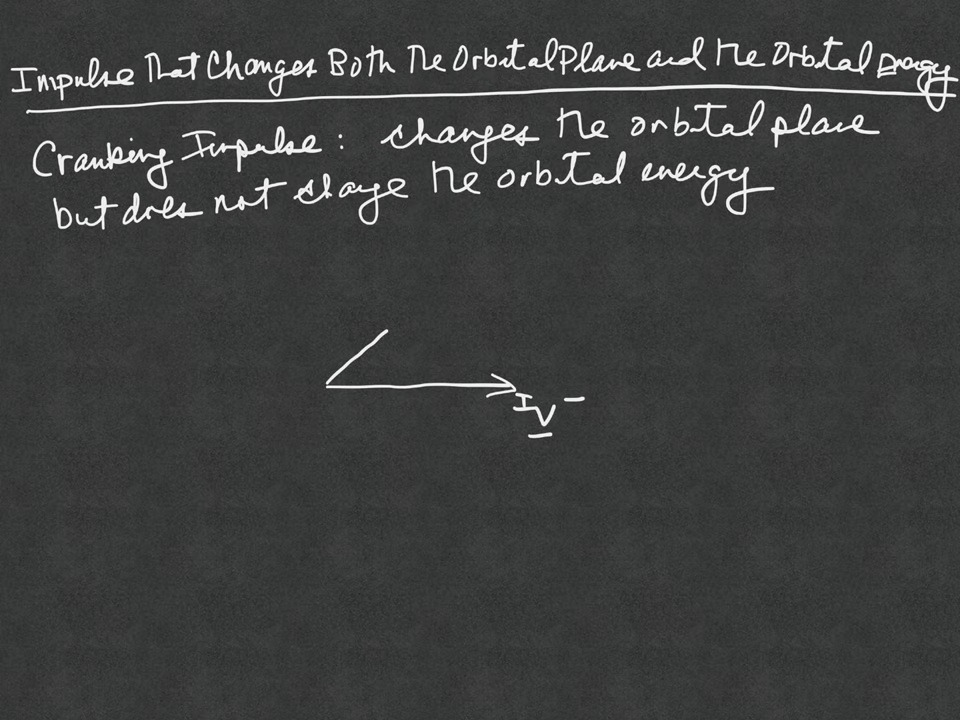 Impulse That Changes Both The Orbital Plane and the Orbital Energy
Cranking Impulse: changes the orbital plane
but does not change the orbital energy
I v -